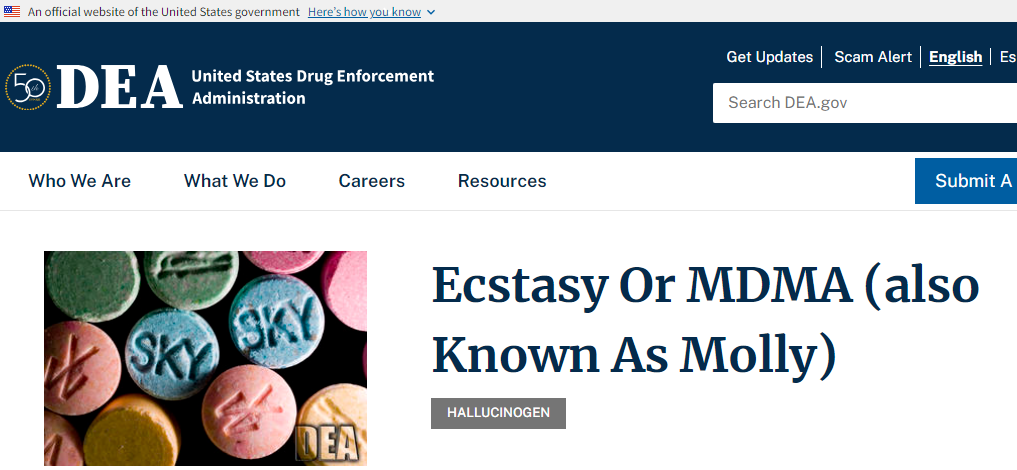 An official website of the United States government Here's how you know
Get Updates Scam Alert English Es
50th DEA United States Drug Enforcement
Administration
Search DEA.gov
Who We Are What We Do Careers Resources Submit A
SKY SKY
DEA
Ecstasy Or MDMA (also
Known As Molly)
HALLUCINOGEN